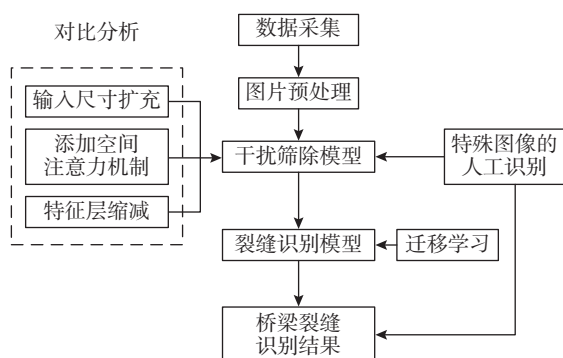 对比分析
数据采集
图片预处理
输入尺寸扩充
添加空间
注意力机制
特征层缩减
干扰筛除模型
特殊图像的
人工识别
裂缝识别模型
迁移学习
桥梁裂缝
识别结果